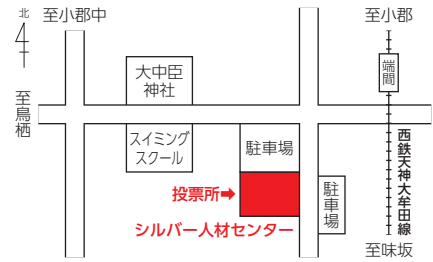 北
至小郡中
至小郡
大中臣
神社
端間
至鳥栖
スイミング
スクール
駐車場
西鉄天神大牟田線
投票所➡
駐車場
シルバー人材センター
至味坂